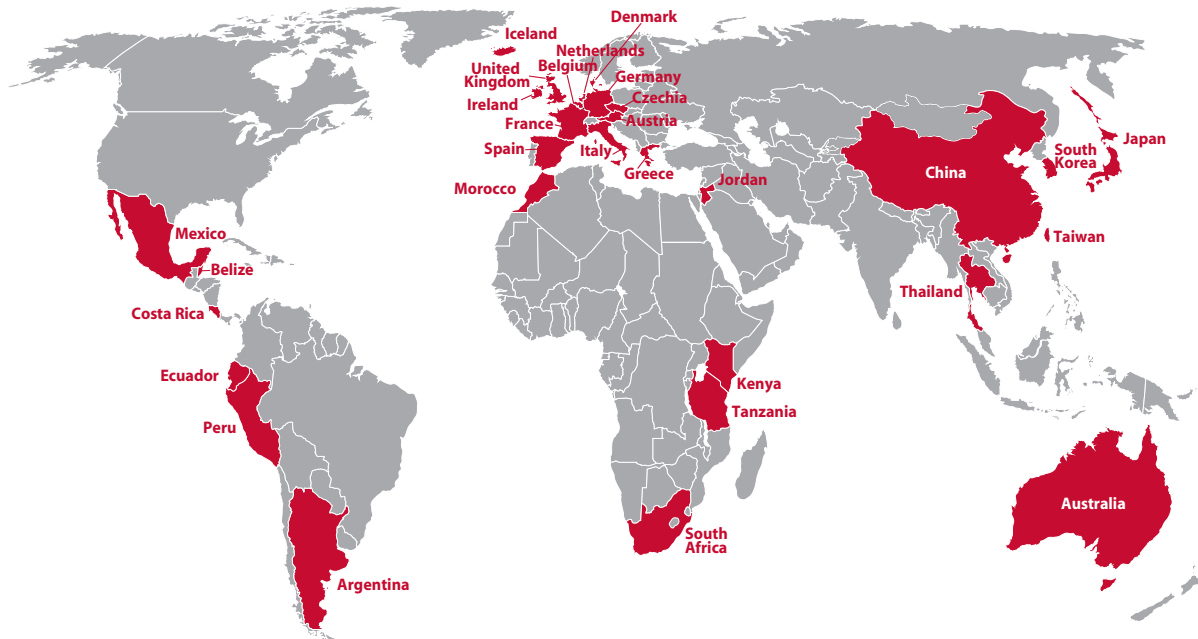 Denmark
Iceland
Netherlands
Belgium
United
Kingdom
Germany
Ireland
Czechia
France
Austria
Spain
Italy
Greece
Morocco
Jordan
Japan
South
Korea
China
Mexico
Taiwan
Belize
Thailand
Costa Rica
Ecuador
Kenya
Tanzania
Peru
Australia
South
Africa
Argentina